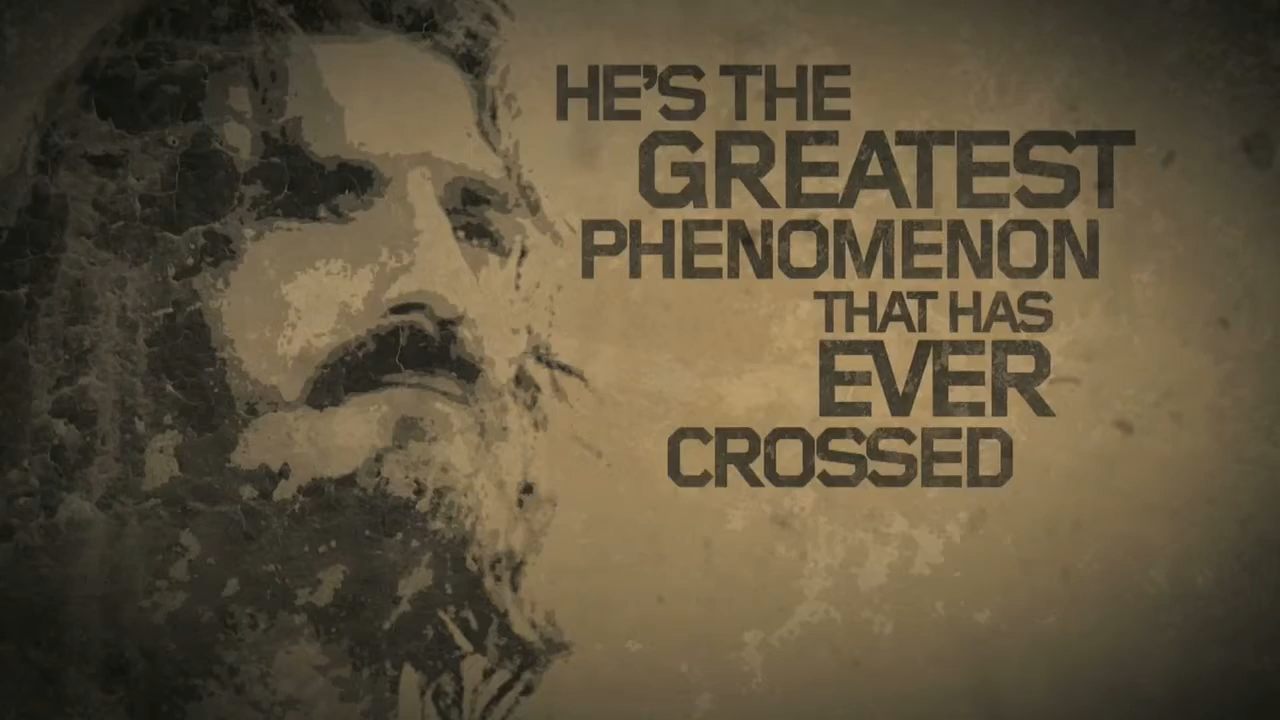 HE'S THE
GREATEST
PHENOMENON
THAT HAS
EVER
CROSSED